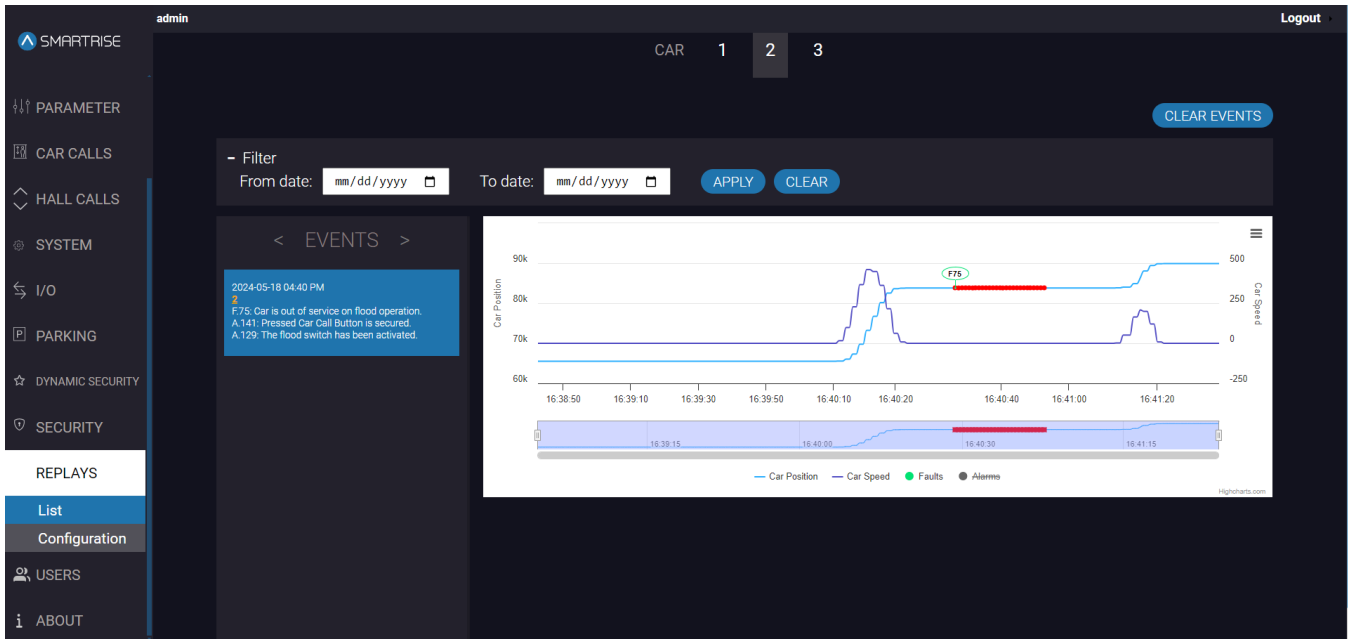 admin
Logout
SMARTRISE
CAR 1 2 3
PARAMETER
CAR CALLS
HALL CALLS
SYSTEM
I/O
P PARKING
DYNAMIC SECURITY
SECURITY
REPLAYS
List
Configuration
USERS
i ABOUT
CLEAR EVENTS
– Filter
From date: mm/dd/yyyy To date: mm/dd/yyyy APPLY CLEAR
< EVENTS >
2024-05-18 04:40 PM
2
F.75: Car is out of service on flood operation.
A.141: Pressed Car Call Button is secured.
A.129: The flood switch has been activated.
Car Position
90k
80k
70k
60k
F75
500
250
0
-250
Car Speed
16:38:50 16:39:10 16:39:30 16:39:50 16:40:10 16:40:20 16:40:40 16:41:00 16:41:20
16:39:15 16:40:00 16:40:30 16:41:15
Car Position Car Speed Faults Alarms
Highcharts.com